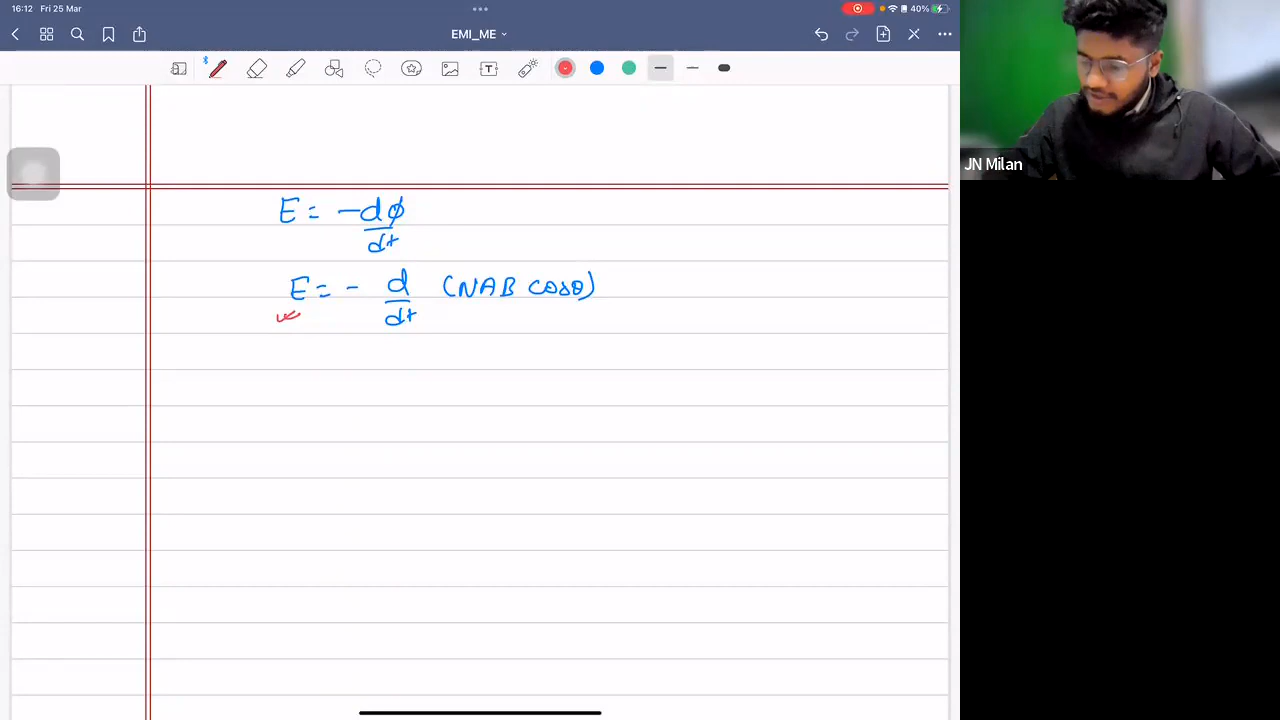 16:12 Fri 25 Mar
40%
EMI_ME
JN Milan
E = -dϕ
dt
E = - d (NAB cosθ)
dt